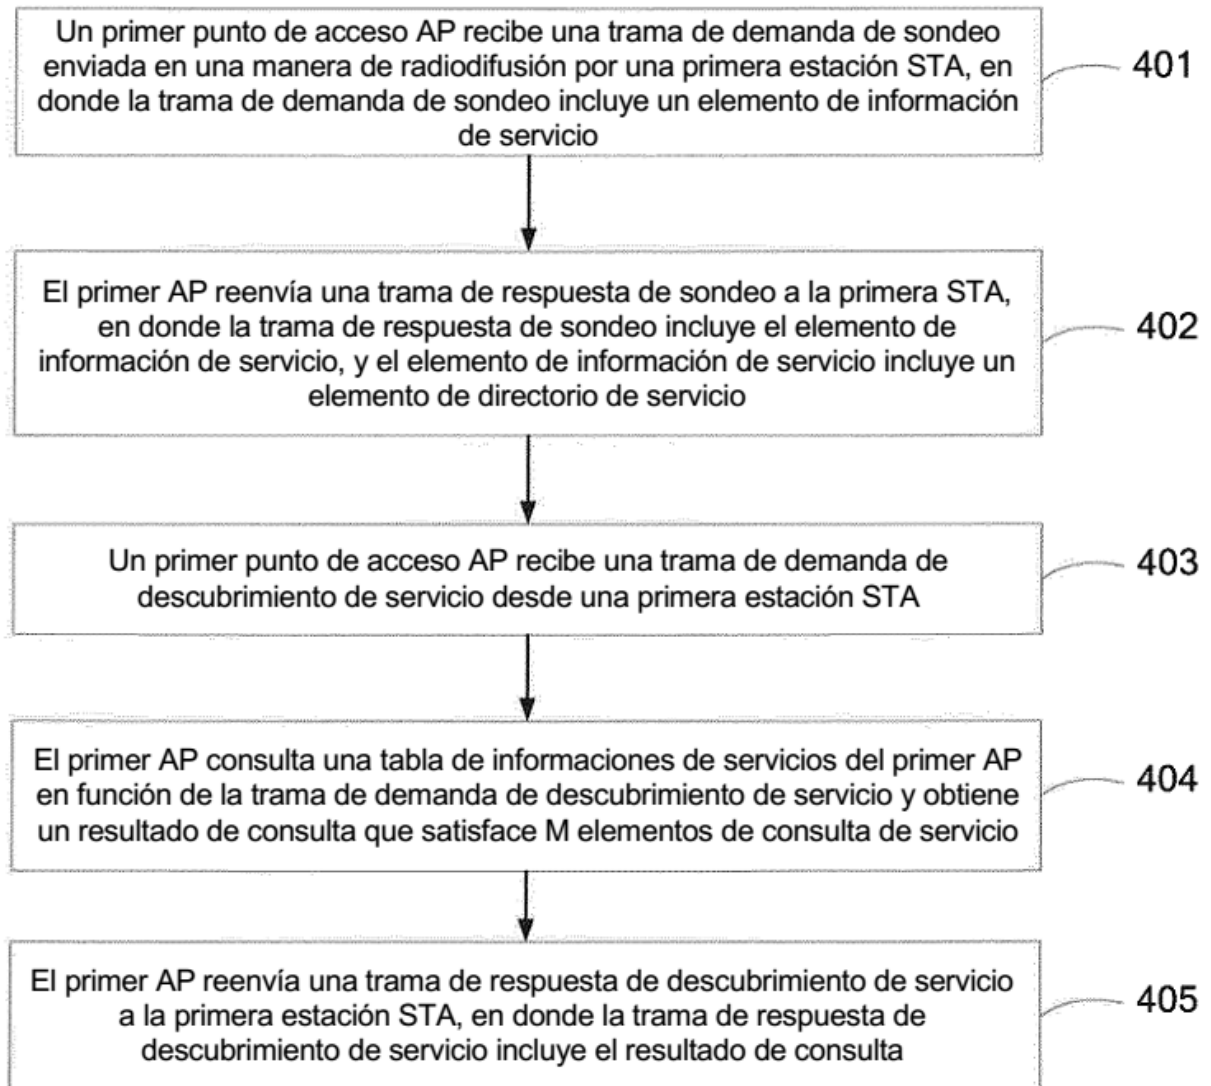 Un primer punto de acceso AP recibe una trama de demanda de sondeo
enviada en una manera de radiodifusión por una primera estación STA, en
donde la trama de demanda de sondeo incluye un elemento de información
de servicio
401
El primer AP reenvía una trama de respuesta de sondeo a la primera STA,
en donde la trama de respuesta de sondeo incluye el elemento de
información de servicio, y el elemento de información de servicio incluye un
elemento de directorio de servicio
402
Un primer punto de acceso AP recibe una trama de demanda de
descubrimiento de servicio desde una primera estación STA
403
El primer AP consulta una tabla de informaciones de servicios del primer AP
en función de la trama de demanda de descubrimiento de servicio y obtiene
un resultado de consulta que satisface M elementos de consulta de servicio
404
El primer AP reenvía una trama de respuesta de descubrimiento de servicio
a la primera estación STA, en donde la trama de respuesta de
descubrimiento de servicio incluye el resultado de consulta
405